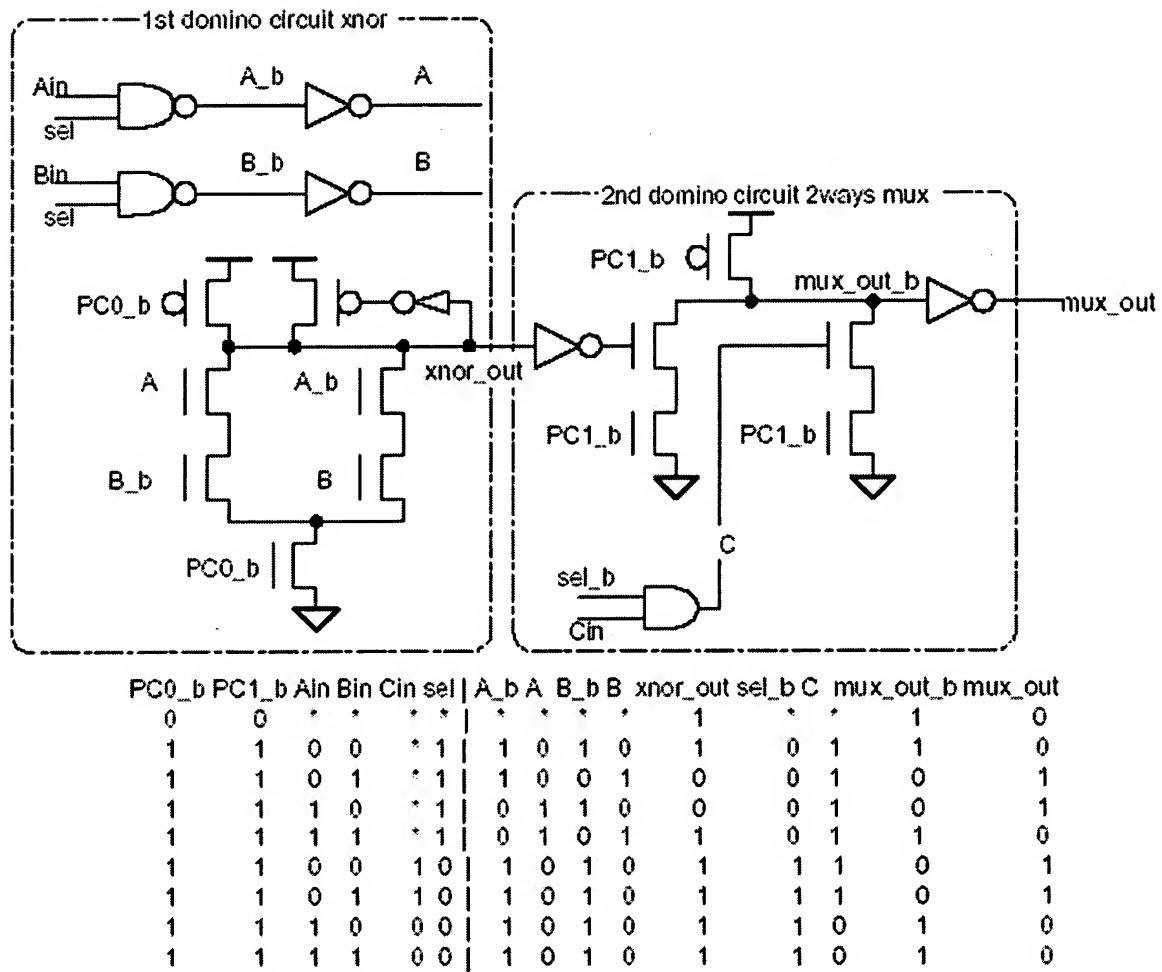 1st domino circuit xnor
Ain
sel
A_b
A
Bin
sel
B_b
B
PC0_b
A
A_b
B_b
B
PC0_b
xnor_out
2nd domino circuit 2ways mux
PC1_b
mux_out_b
mux_out
PC1_b
PC1_b
C
sel_b
Cin
PC0_b PC1_b Ain Bin Cin sel | A_b A B_b B xnor_out sel_b C mux_out_b mux_out
0 0 * * * * | * * * * 1 * * 1 0
1 1 0 0 * 1 | 1 0 1 0 1 0 1 1 0
1 1 0 1 * 1 | 1 0 0 1 0 0 1 0 1
1 1 1 0 * 1 | 0 1 1 0 0 0 1 0 1
1 1 1 1 * 1 | 0 1 0 1 1 0 1 1 0
1 1 0 0 1 0 | 1 0 1 0 1 1 1 0 1
1 1 0 1 1 0 | 1 0 1 0 1 1 1 0 1
1 1 1 0 0 0 | 1 0 1 0 1 1 0 1 0
1 1 1 1 0 0 | 1 0 1 0 1 1 0 1 0